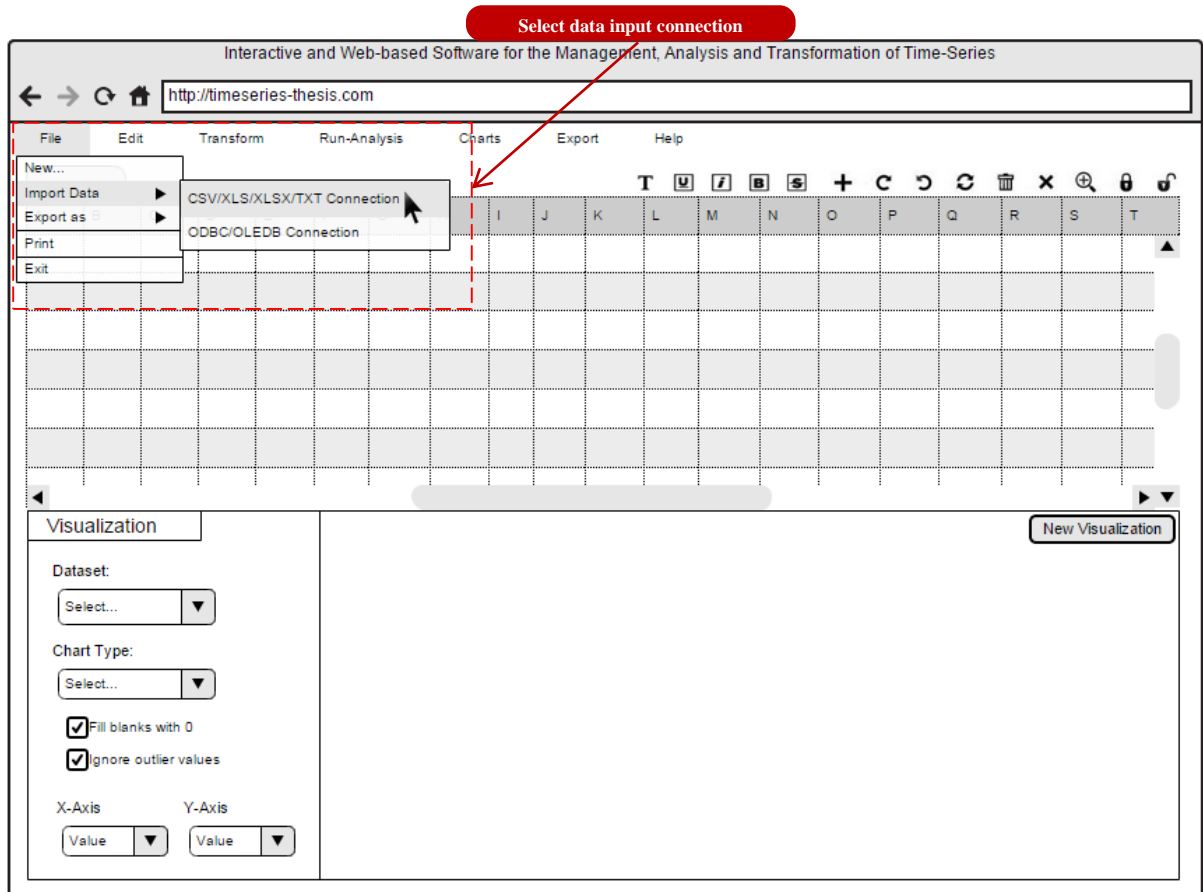 Select data input connection
Interactive and Web-based Software for the Management, Analysis and Transformation of Time-Series
http://timeseries-thesis.com
File Edit Transform Run-Analysis Charts Export Help
New...
Import Data
Export as
Print
Exit
CSV/XLS/XLSX/TXT Connection
ODBC/OLEDB Connection
T U i B S
B I J K L M N O P Q R S T
Visualization
New Visualization
Dataset:
Select...
Chart Type:
Select...
Fill blanks with 0
Ignore outlier values
X-Axis Y-Axis
Value Value